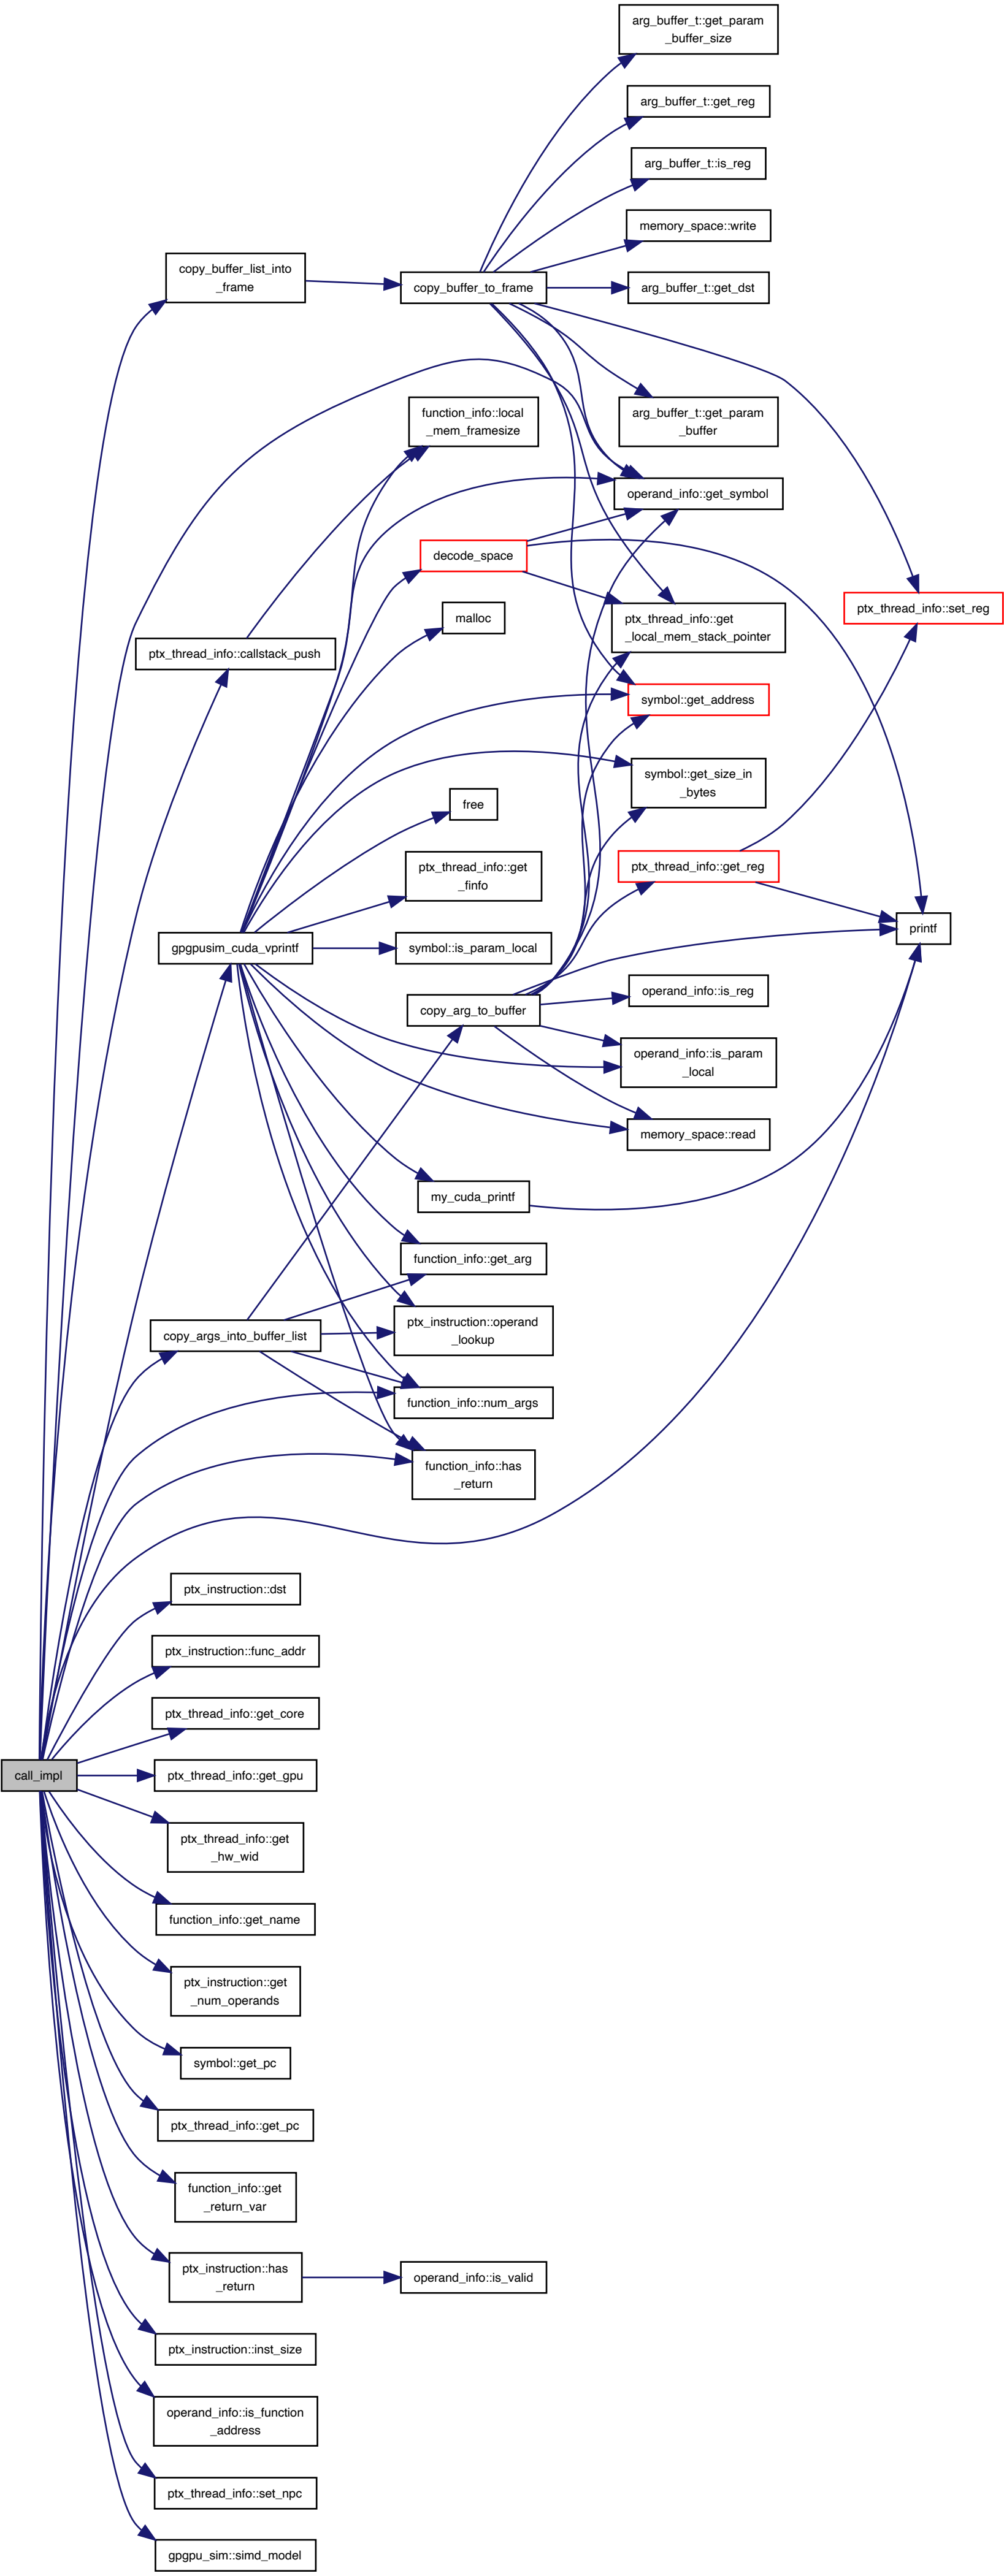 arg_buffer_t::get_param
_buffer_size
arg_buffer_t::get_reg
arg_buffer_t::is_reg
memory_space::write
copy_buffer_list_into
_frame
copy_buffer_to_frame
arg_buffer_t::get_dst
function_info::local
_mem_framesize
arg_buffer_t::get_param
_buffer
operand_info::get_symbol
decode_space
malloc
ptx_thread_info::set_reg
ptx_thread_info::callstack_push
ptx_thread_info::get
_local_mem_stack_pointer
symbol::get_address
symbol::get_size_in
_bytes
free
ptx_thread_info::get
_finfo
ptx_thread_info::get_reg
printf
gpgpusim_cuda_vprintf
symbol::is_param_local
copy_arg_to_buffer
operand_info::is_reg
operand_info::is_param
_local
memory_space::read
my_cuda_printf
function_info::get_arg
copy_args_into_buffer_list
ptx_instruction::operand
_lookup
function_info::num_args
function_info::has
_return
ptx_instruction::dst
ptx_instruction::func_addr
ptx_thread_info::get_core
call_impl
ptx_thread_info::get_gpu
ptx_thread_info::get
_hw_wid
function_info::get_name
ptx_instruction::get
_num_operands
symbol::get_pc
ptx_thread_info::get_pc
function_info::get
_return_var
ptx_instruction::has
_return
operand_info::is_valid
ptx_instruction::inst_size
operand_info::is_function
_address
ptx_thread_info::set_npc
gpgpu_sim::simd_model